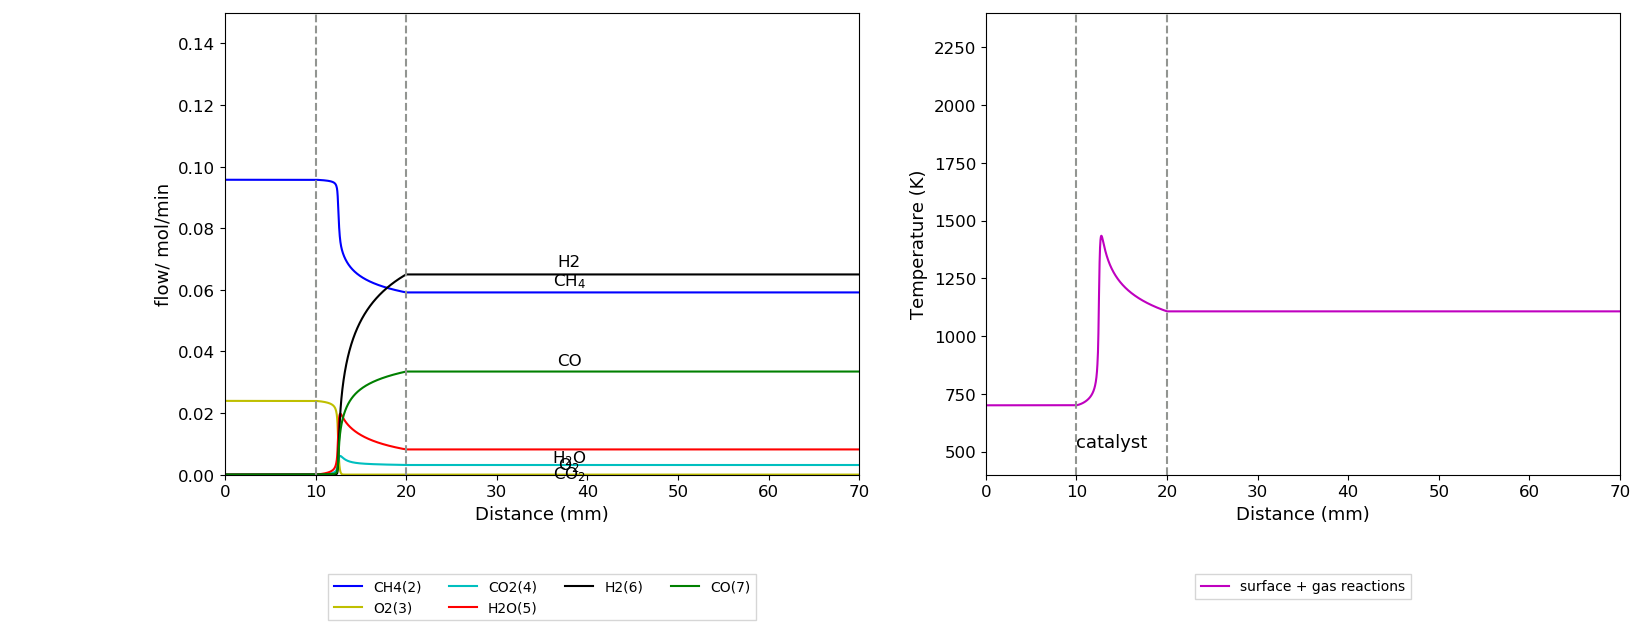 0.14
0.12
0.10
0.08
0.06
0.04
0.02
0.00
flow/ mol/min
H2
CH₄
CO
H₂O
O₂
CO₂
0 10 20 30 40 50 60 70
Distance (mm)
CH4(2) CO2(4) H2(6) CO(7)
O2(3) H2O(5)
2250
2000
1750
1500
1250
1000
750
500
Temperature (K)
catalyst
0 10 20 30 40 50 60 70
Distance (mm)
surface + gas reactions